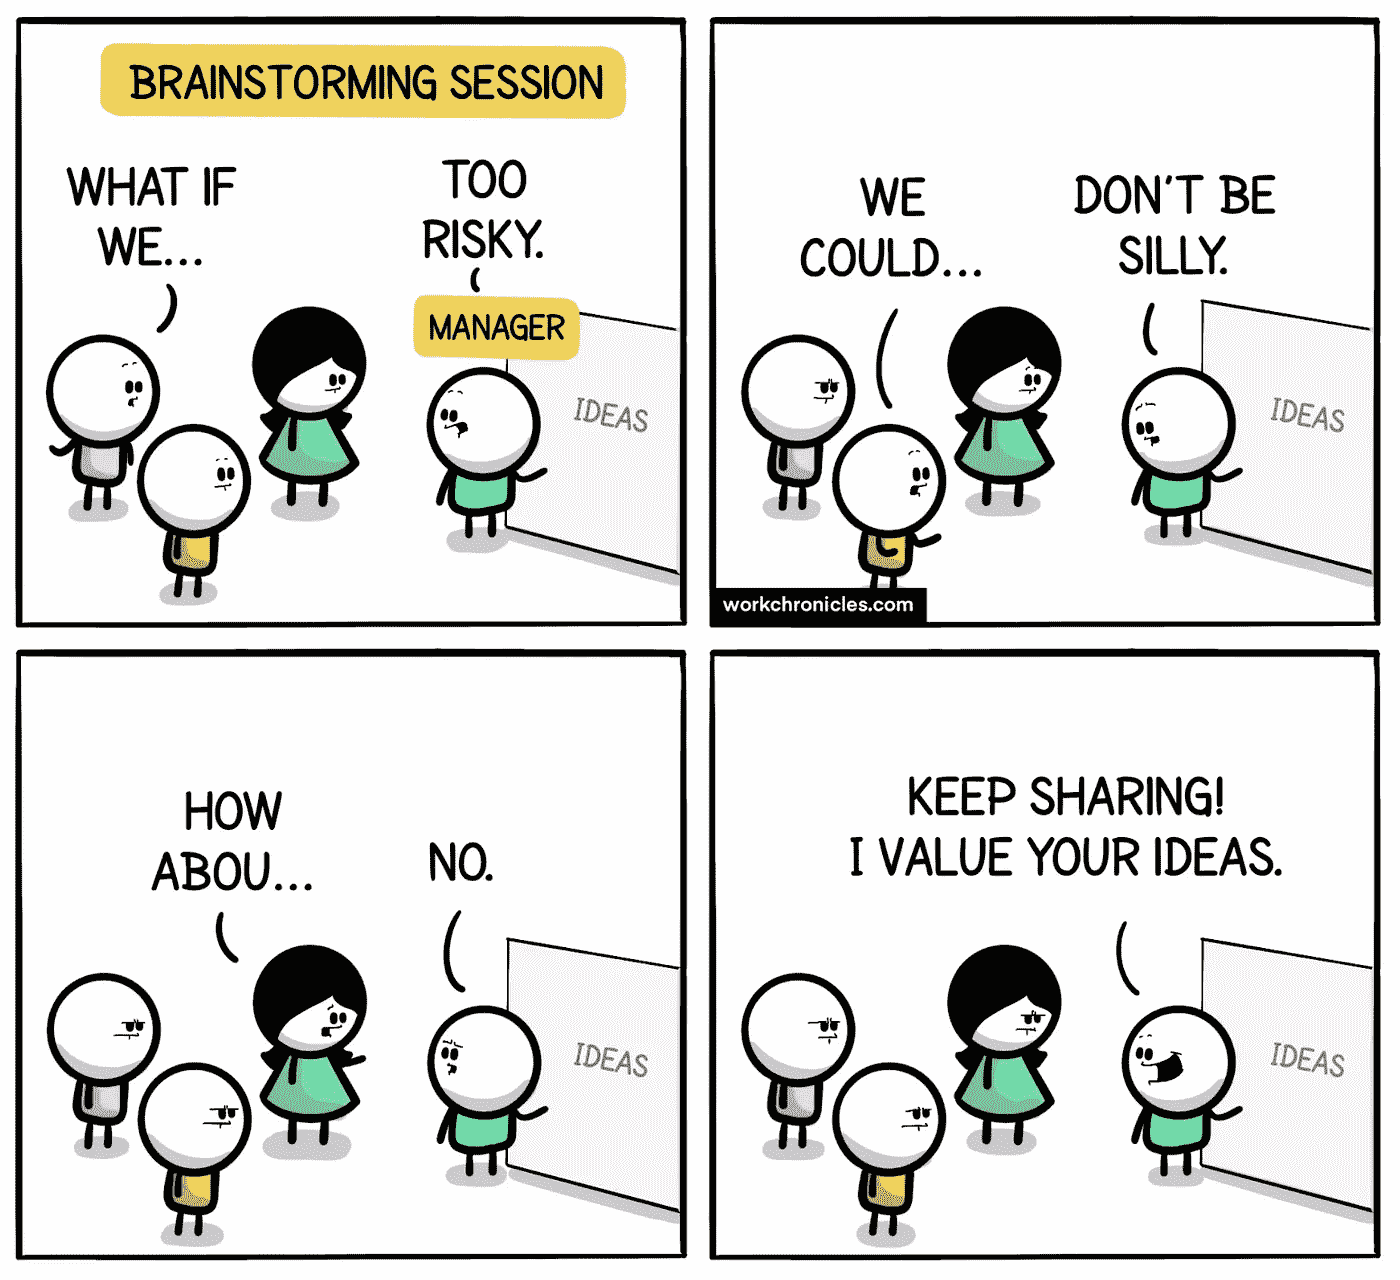 BRAINSTORMING SESSION
WHAT IF
WE...
TOO
RISKY.
MANAGER
IDEAS
WE
COULD...
DON'T BE
SILLY.
IDEAS
workchronicles.com
HOW
ABOU...
NO.
IDEAS
KEEP SHARING!
I VALUE YOUR IDEAS.
IDEAS